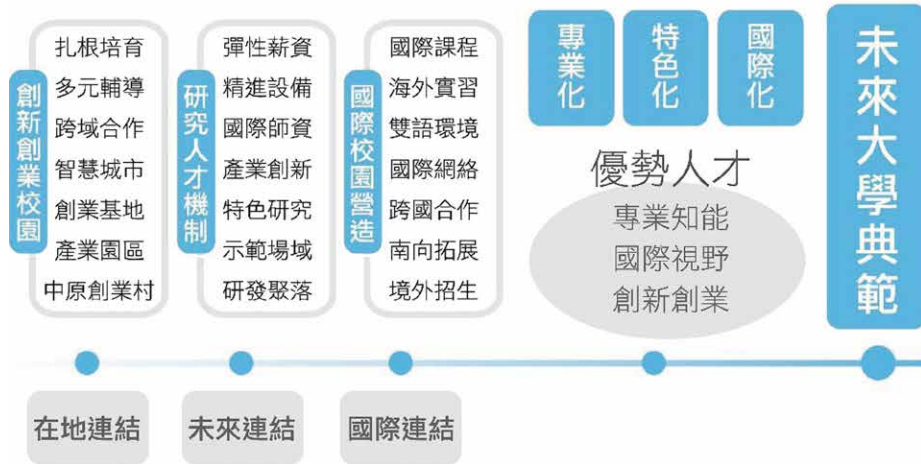 創新創業校園
扎根培育
多元輔導
跨域合作
智慧城市
創業基地
產業園區
中原創業村
研究人才機制
彈性薪資
精進設備
國際師資
產業創新
特色研究
示範場域
研發聚落
國際校園營造
國際課程
海外實習
雙語環境
國際網絡
跨國合作
南向拓展
境外招生
專業化
特色化
國際化
優勢人才
專業知能
國際視野
創新創業
未來大學典範
在地連結
未來連結
國際連結